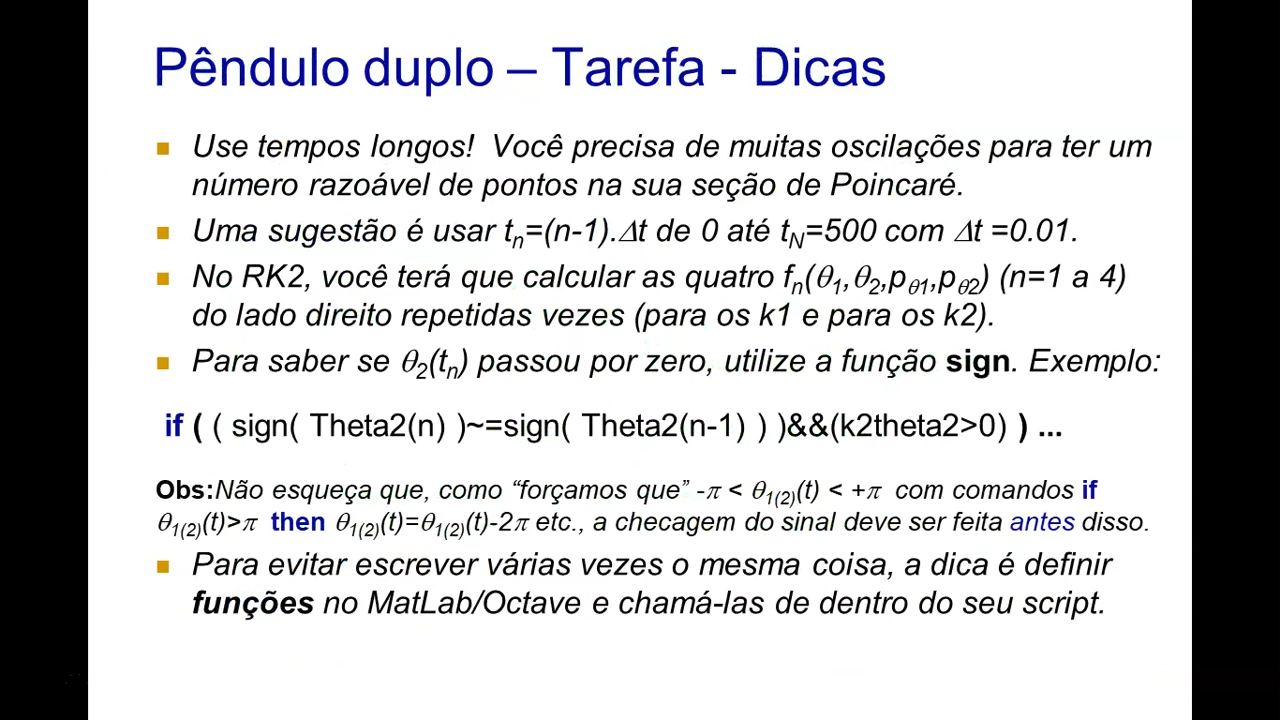 Pêndulo duplo – Tarefa - Dicas
Use tempos longos!  Você precisa de muitas oscilações para ter um
número razoável de pontos na sua seção de Poincaré.
Uma sugestão é usar tn=(n-1).Δt de 0 até tN=500 com Δt =0.01.
No RK2, você terá que calcular as quatro fn(θ1,θ2,pθ1,pθ2) (n=1 a 4)
do lado direito repetidas vezes (para os k1 e para os k2).
Para saber se θ2(tn) passou por zero, utilize a função sign. Exemplo:
if ( ( sign( Theta2(n) )~=sign( Theta2(n-1) ) )&&(k2theta2>0) ) ...
Obs:Não esqueça que, como “forçamos que” -π < θ1(2)(t) < +π  com comandos if
θ1(2)(t)>π  then  θ1(2)(t)=θ1(2)(t)-2π etc., a checagem do sinal deve ser feita antes disso.
Para evitar escrever várias vezes o mesma coisa, a dica é definir
funções no MatLab/Octave e chamá-las de dentro do seu script.